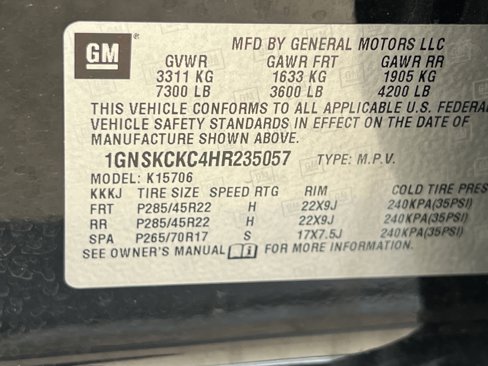 GM
MFD BY GENERAL MOTORS LLC
GVWR GAWR FRT GAWR RR
3311 KG 1633 KG 1905 KG
7300 LB 3600 LB 4200 LB
THIS VEHICLE CONFORMS TO ALL APPLICABLE U.S. FEDERA
VEHICLE SAFETY STANDARDS IN EFFECT ON THE DATE OF
MANUFACTURE SHOWN ABOVE.
1GNSKCKC4HR235057 TYPE: M.P.V.
MODEL: K15706
KKKJ TIRE SIZE SPEED RTG RIM COLD TIRE PRES
FRT P285/45R22 H 22X9J 240KPA(35PSI)
RR P285/45R22 H 22X9J 240KPA(35PSI)
SPA P265/70R17 S 17X7.5J 240KPA(35PSI)
SEE OWNER'S MANUAL FOR MORE INFORMATION.